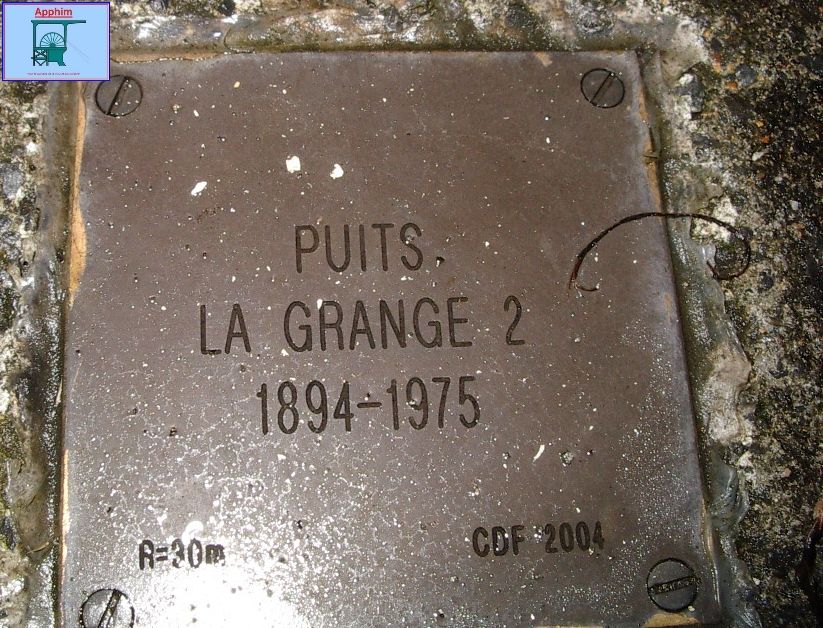 Apphim
PUITS
LA GRANGE 2
1894-1975
R=30m
CDF 2004